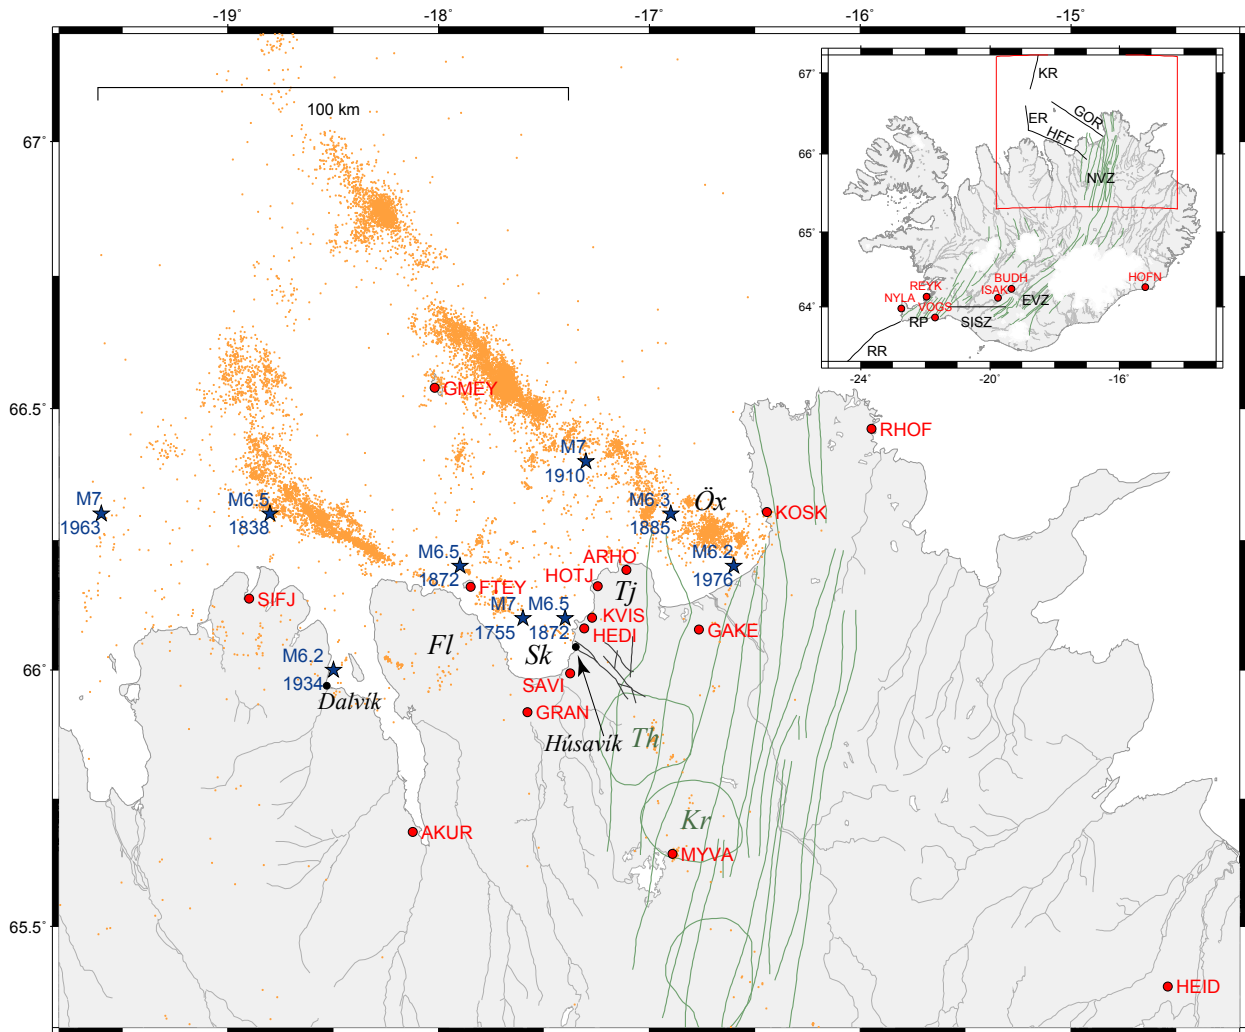 -19
-18
-17
-16
-15
67°
66.5°
66°
65.5°
100 km
67°
66°
65°
64°
-24
-20
-16
KR
GOR
ER
HFF
NVZ
BUDH
HOFN
REYK
ISAK
NYLA
VOGS
EVZ
RP
SISZ
RR
GMEY
RHOF
M7
1910
M7
1963
M6.5
1838
M6.3
1885
Öx
KOSK
M6.5
1872
ARHO
M6.2
1976
HOTJ
FTEY
Tj
SIFJ
M7
1755
M6.5
1872
KVIS
HEDI
GAKE
Fl
Sk
M6.2
1934
SAVI
Dalvík
GRAN
Húsavík
Th
Kr
AKUR
MYVA
HEID